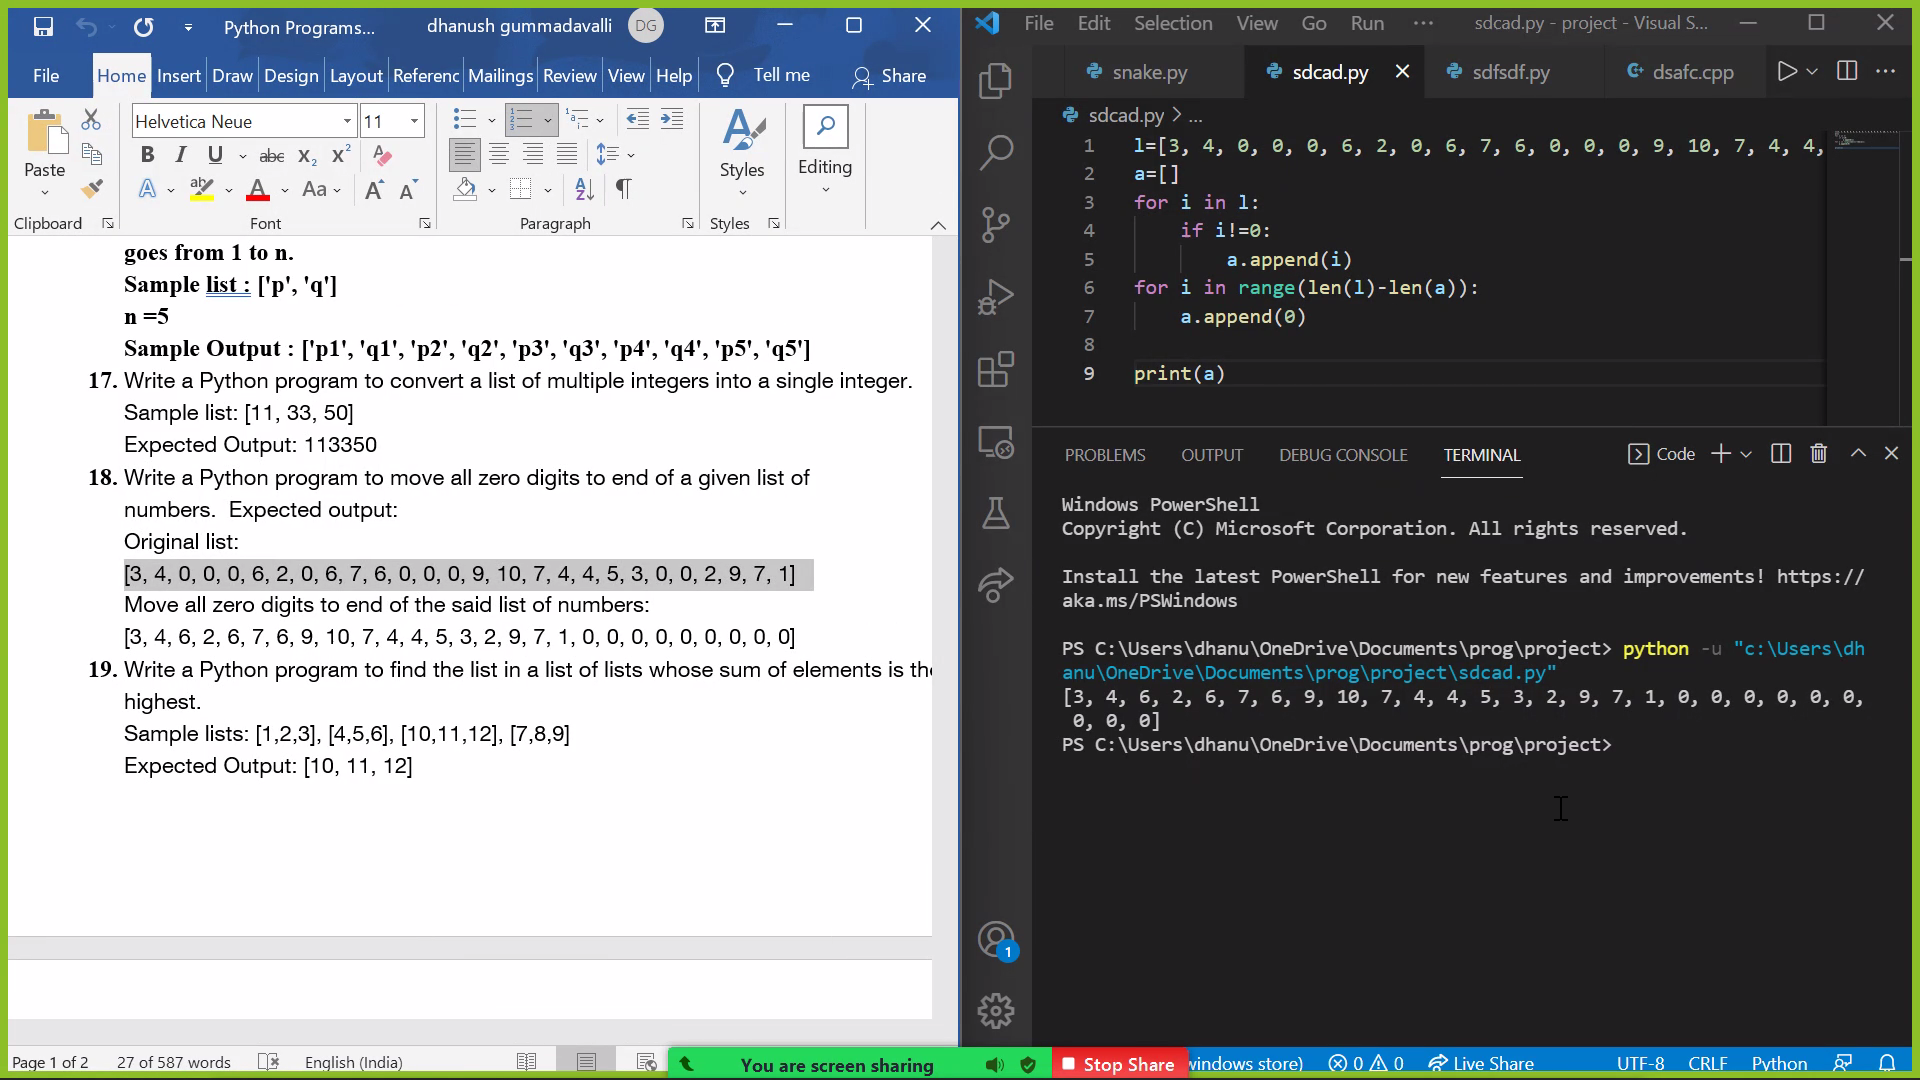 Python Programs...
dhanush gummadavalli
DG
File
Home
Insert
Draw
Design
Layout
Referenc
Mailings
Review
View
Help
Tell me
Share
Paste
Helvetica Neue
11
Styles
Editing
Clipboard
Font
Paragraph
Styles
goes from 1 to n.
Sample list : ['p', 'q']
n =5
Sample Output : ['p1', 'q1', 'p2', 'q2', 'p3', 'q3', 'p4', 'q4', 'p5', 'q5']
17. Write a Python program to convert a list of multiple integers into a single integer.
Sample list: [11, 33, 50]
Expected Output: 113350
18. Write a Python program to move all zero digits to end of a given list of
numbers.  Expected output:
Original list:
[3, 4, 0, 0, 0, 6, 2, 0, 6, 7, 6, 0, 0, 0, 9, 10, 7, 4, 4, 5, 3, 0, 0, 2, 9, 7, 1]
Move all zero digits to end of the said list of numbers:
[3, 4, 6, 2, 6, 7, 6, 9, 10, 7, 4, 4, 5, 3, 2, 9, 7, 1, 0, 0, 0, 0, 0, 0, 0, 0, 0]
19. Write a Python program to find the list in a list of lists whose sum of elements is the
highest.
Sample lists: [1,2,3], [4,5,6], [10,11,12], [7,8,9]
Expected Output: [10, 11, 12]
Page 1 of 2
27 of 587 words
English (India)
You are screen sharing
Stop Share
File
Edit
Selection
View
Go
Run
sdcad.py - project - Visual S...
snake.py
sdcad.py
sdfsdf.py
dsafc.cpp
sdcad.py > ...
1 l=[3, 4, 0, 0, 0, 6, 2, 0, 6, 7, 6, 0, 0, 0, 9, 10, 7, 4, 4,
2 a=[]
3 for i in l:
4 if i!=0:
5 a.append(i)
6 for i in range(len(l)-len(a)):
7 a.append(0)
8
9 print(a)
PROBLEMS
OUTPUT
DEBUG CONSOLE
TERMINAL
Code
Windows PowerShell
Copyright (C) Microsoft Corporation. All rights reserved.
Install the latest PowerShell for new features and improvements! https://
aka.ms/PSWindows
PS C:\Users\dhanu\OneDrive\Documents\prog\project> python -u "c:\Users\dh
anu\OneDrive\Documents\prog\project\sdcad.py"
[3, 4, 6, 2, 6, 7, 6, 9, 10, 7, 4, 4, 5, 3, 2, 9, 7, 1, 0, 0, 0, 0, 0, 0,
0, 0, 0]
PS C:\Users\dhanu\OneDrive\Documents\prog\project>
1
windows store)
0
0
Live Share
UTF-8
CRLF
Python